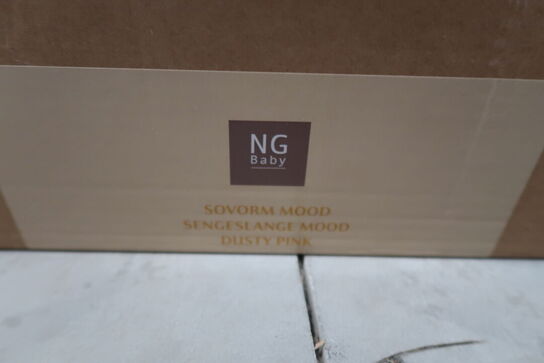 NG
Baby
SOVORM MOOD
SENGESLANGE MOOD
DUSTY PINK